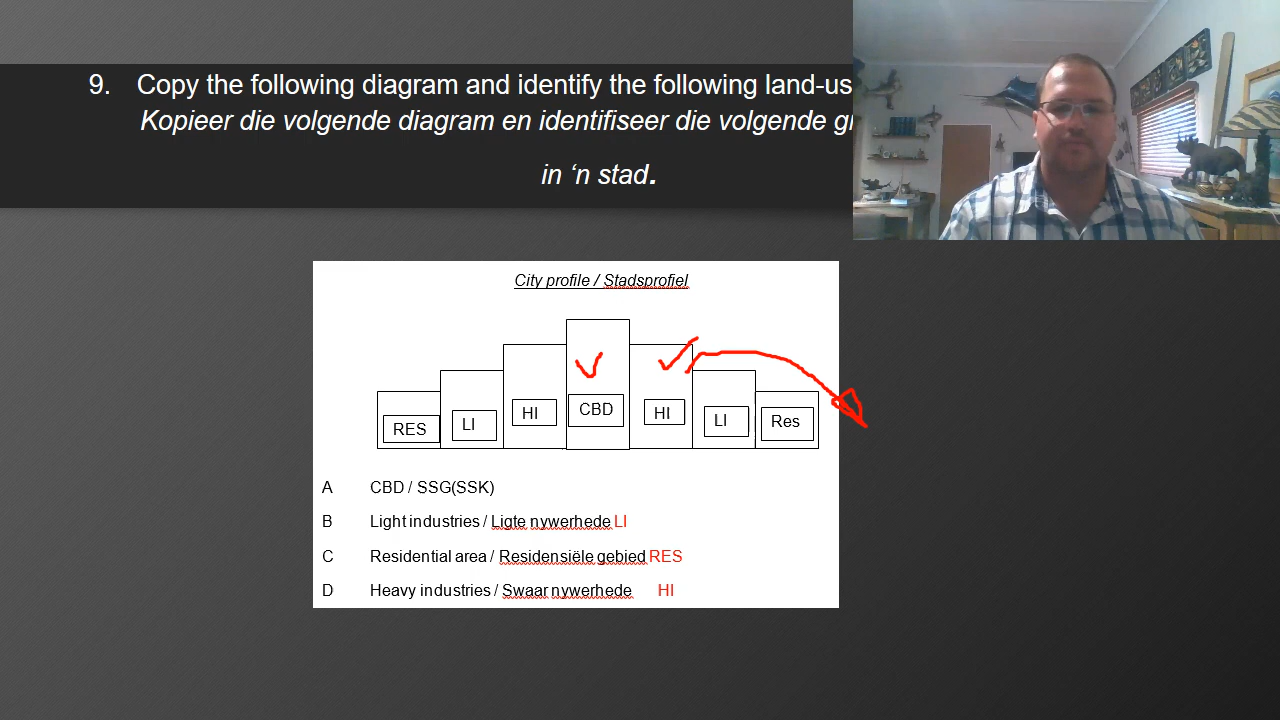 9. Copy the following diagram and identify the following land-us
Kopieer die volgende diagram en identifiseer die volgende gr
in ‘n stad.
City profile / Stadsprofiel
RES LI HI CBD HI LI Res
A CBD / SSG(SSK)
B Light industries / Ligte nywerhede LI
C Residential area / Residensiële gebied RES
D Heavy industries / Swaar nywerhede HI